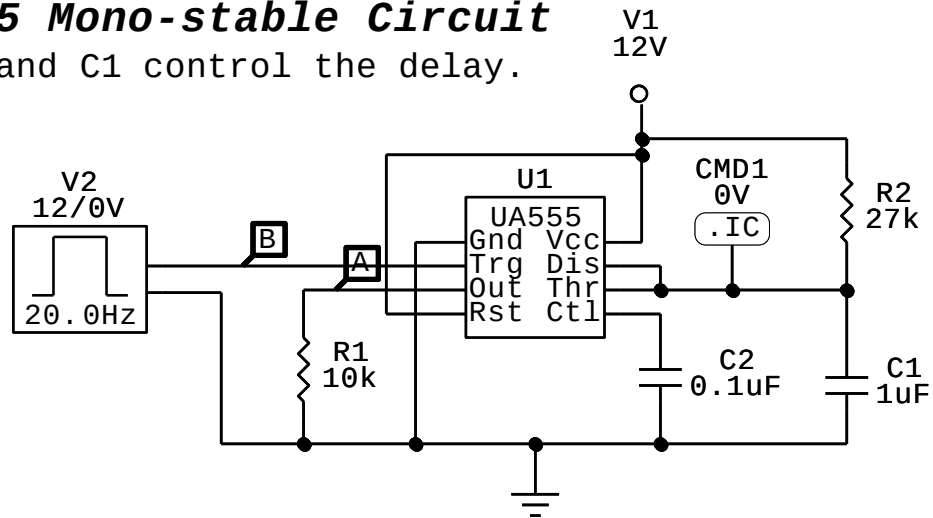 5 Mono-stable Circuit
and C1 control the delay.
V1
12V
V2
12/0V
20.0Hz
B
A
U1
UA555
Gnd Vcc
Trg Dis
Out Thr
Rst Ctl
CMD1
0V
.IC
R2
27k
R1
10k
C2
0.1uF
C1
1uF